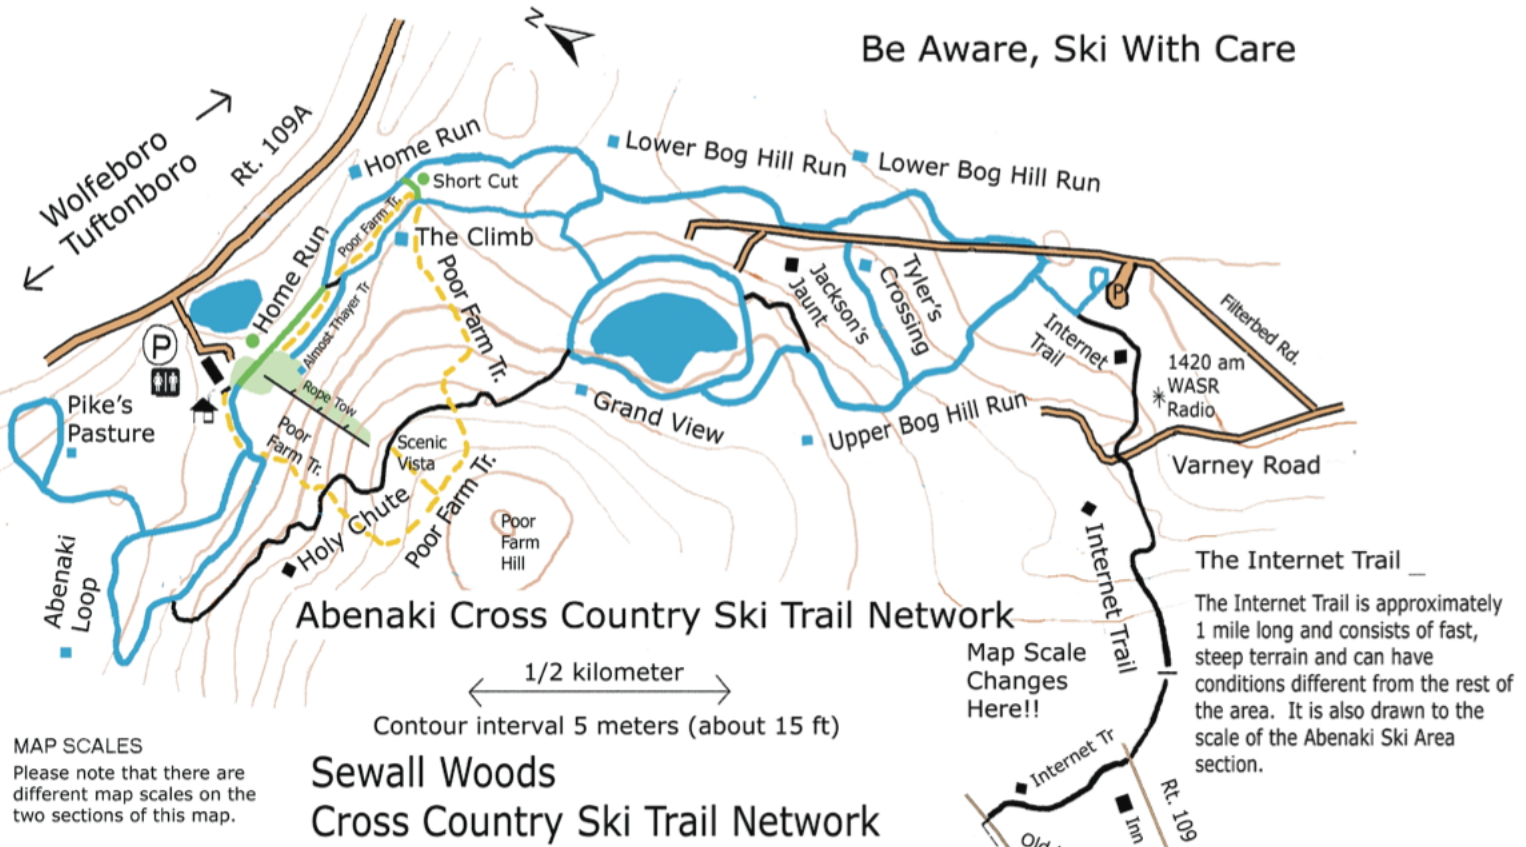 N
Be Aware, Ski With Care
Wolfeboro
Tuftonboro
Rt. 109A
Home Run
Short Cut
Lower Bog Hill Run
Lower Bog Hill Run
Poor Farm Tr.
The Climb
Home Run
Poor Farm Tr.
Almost Thayer Tr
Jackson's
Jaunt
Tyler's
Crossing
P
Filterbed Rd.
Internet
Trail
1420 am
WASR
Radio
P
Rope Tow
Pike's
Pasture
Poor
Farm Tr.
Scenic
Vista
Grand View
Upper Bog Hill Run
Varney Road
Holy Chute
Poor Farm Tr.
Poor
Farm
Hill
Abenaki
Loop
Internet Trail
Abenaki Cross Country Ski Trail Network
1/2 kilometer
Contour interval 5 meters (about 15 ft)
Map Scale
Changes
Here!!
The Internet Trail _
The Internet Trail is approximately
1 mile long and consists of fast,
steep terrain and can have
conditions different from the rest of
the area. It is also drawn to the
scale of the Abenaki Ski Area
section.
MAP SCALES
Please note that there are
different map scales on the
two sections of this map.
Sewall Woods
Cross Country Ski Trail Network
Internet Tr
Rt. 109
Inn